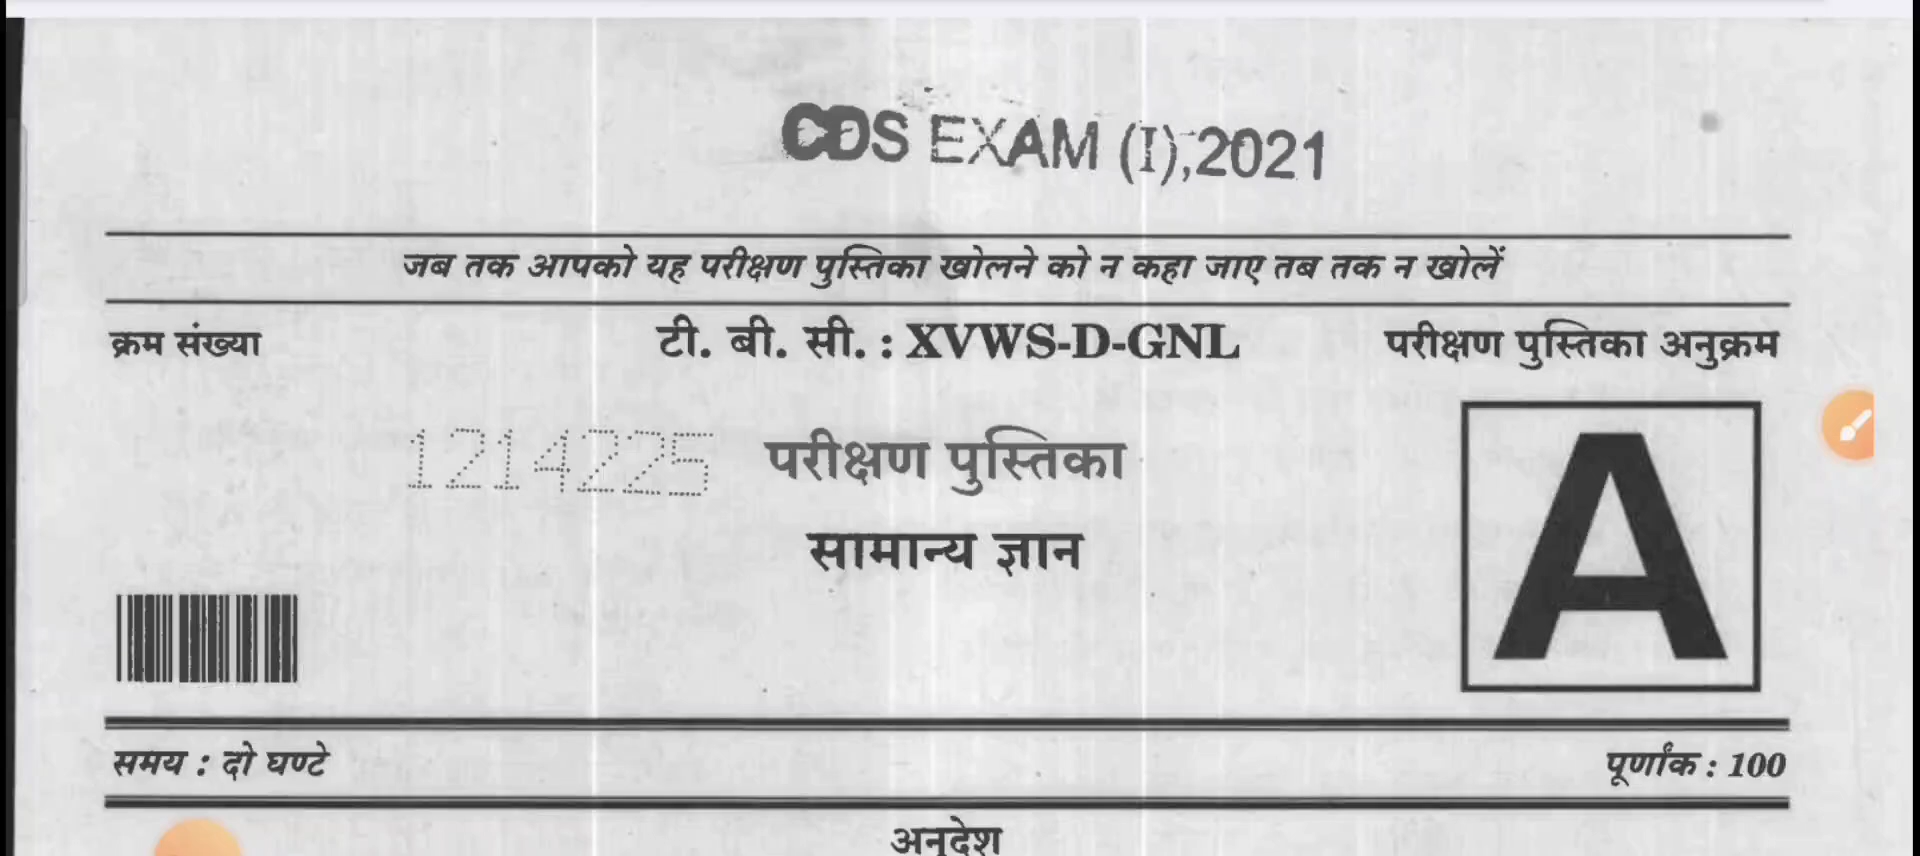 CDS EXAM (I),2021
जब तक आपको यह परीक्षण पुस्तिका खोलने को न कहा जाए तब तक न खोलें
क्रम संख्या
टी. बी. सी. : XVWS-D-GNL
परीक्षण पुस्तिका अनुक्रम
1214225
परीक्षण पुस्तिका
सामान्य ज्ञान
A
समय : दो घण्टे
पूर्णांक : 100
अनुदेश